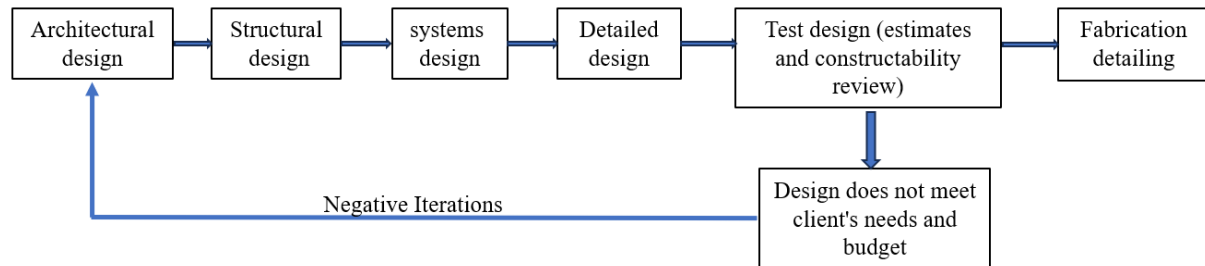 Architectural
design
Structural
design
systems
design
Detailed
design
Test design (estimates
and constructability
review)
Fabrication
detailing
Negative Iterations
Design does not meet
client's needs and
budget